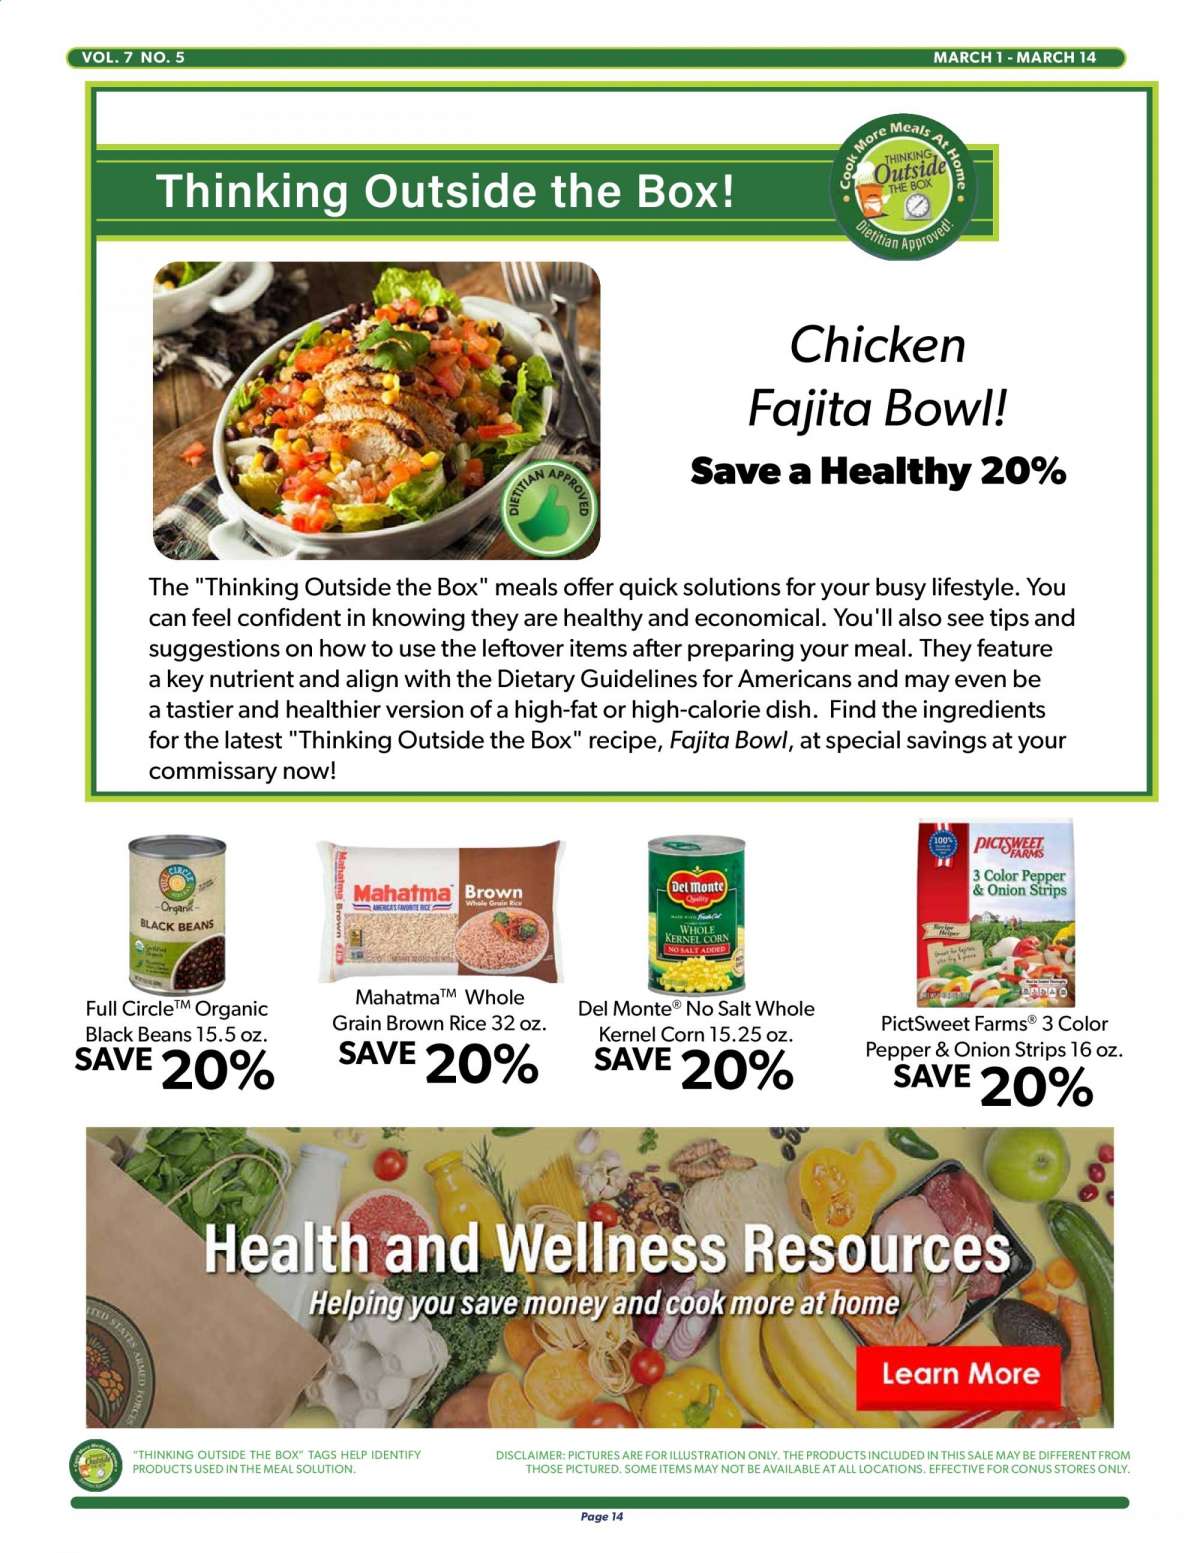 VOL. 7 NO. 5
MARCH 1 - MARCH 14
Thinking Outside the Box!
Cook More Meals At Home
THINKING
Outside
THE BOX
Dietitian Approved!
Chicken
Fajita Bowl!
Save a Healthy 20%
DIETITIAN APPROVED
The "Thinking Outside the Box" meals offer quick solutions for your busy lifestyle. You
can feel confident in knowing they are healthy and economical. You'll also see tips and
suggestions on how to use the leftover items after preparing your meal. They feature
a key nutrient and align with the Dietary Guidelines for Americans and may even be
a tastier and healthier version of a high-fat or high-calorie dish. Find the ingredients
for the latest "Thinking Outside the Box" recipe, Fajita Bowl, at special savings at your
commissary now!
FULL CIRCLE
Organic
BLACK BEANS
Mahatma Brown
Mahatma
AMERICA'S FAVORITE RICE
Brown
Whole Grain Rice
Del Monte
Quality
WHOLE
KERNEL CORN
NO SALT ADDED
100%
PICTSWEET
FARMS
3 Color Pepper
& Onion Strips
Recipe
Helper
Full Circle™ Organic
Black Beans 15.5 oz.
SAVE 20%
Mahatma™ Whole
Grain Brown Rice 32 oz.
SAVE 20%
Del Monte® No Salt Whole
Kernel Corn 15.25 oz.
SAVE 20%
PictSweet Farms® 3 Color
Pepper & Onion Strips 16 oz.
SAVE 20%
Health and Wellness Resources
Helping you save money and cook more at home
Learn More
"THINKING OUTSIDE THE BOX" TAGS HELP IDENTIFY
PRODUCTS USED IN THE MEAL SOLUTION.
DISCLAIMER: PICTURES ARE FOR ILLUSTRATION ONLY. THE PRODUCTS INCLUDED IN THIS SALE MAY BE DIFFERENT FROM
THOSE PICTURED. SOME ITEMS MAY NOT BE AVAILABLE AT ALL LOCATIONS. EFFECTIVE FOR CONUS STORES ONLY.
Page 14